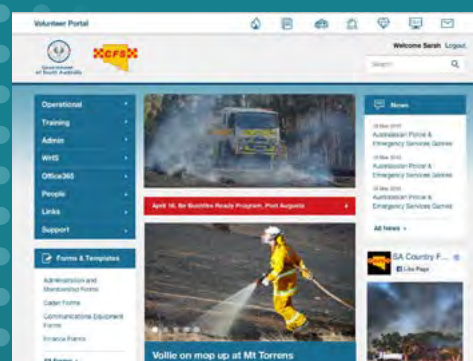 Volunteer Portal
Welcome Sarah Logout
Government
of South Australia
CFS
Search
Operational
Training
Admin
WHS
Office365
People
Links
Support
Forms & Templates
Administration and
Membership Forms
Cadet Forms
Communications Equipment
Forms
Finance Forms
April 16, Be Bushfire Ready Program, Port Augusta
Vollie on mop up at Mt Torrens
News
Australasian Police &
Emergency Services Games
Australasian Police &
Emergency Services Games
Australasian Police &
Emergency Services Games
All News
SA Country F...
Like Page